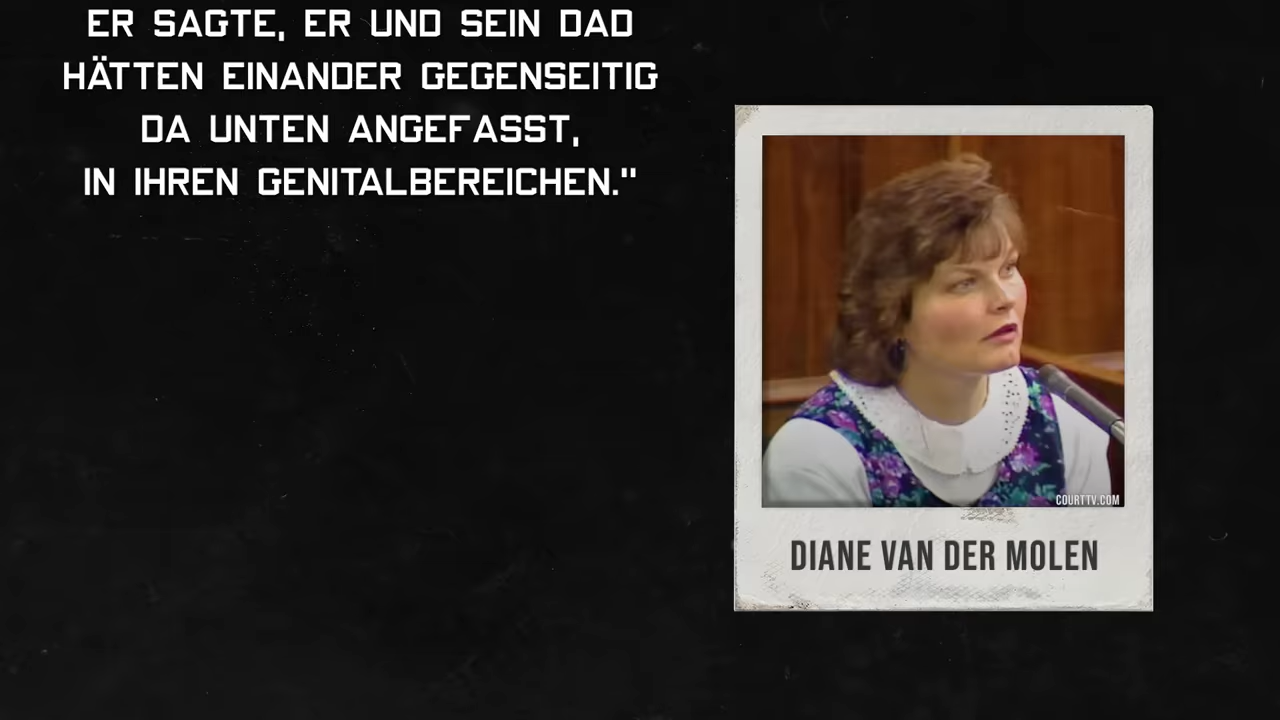 ER SAGTE, ER UND SEIN DAD
HÄTTEN EINANDER GEGENSEITIG
DA UNTEN ANGEFASST,
IN IHREN GENITALBEREICHEN."
COURTTV.COM
DIANE VAN DER MOLEN